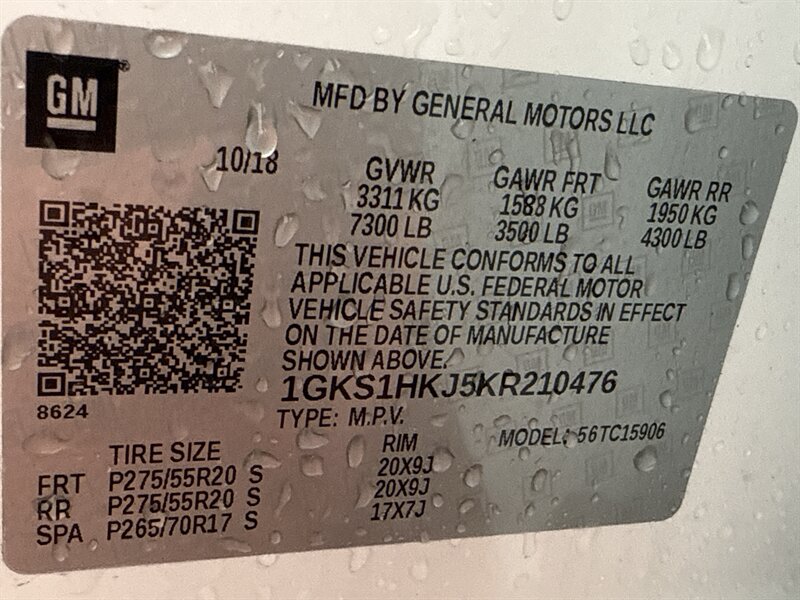 GM
MFD BY GENERAL MOTORS LLC
10/18
GVWR GAWR FRT GAWR RR
3311 KG 1588 KG 1950 KG
7300 LB 3500 LB 4300 LB
THIS VEHICLE CONFORMS TO ALL
APPLICABLE U.S. FEDERAL MOTOR
VEHICLE SAFETY STANDARDS IN EFFECT
ON THE DATE OF MANUFACTURE
SHOWN ABOVE.
1GKS1HKJ5KR210476
8624
TYPE: M.P.V. MODEL: 56TC15906
TIRE SIZE RIM
FRT P275/55R20 S 20X9J
RR P275/55R20 S 20X9J
SPA P265/70R17 S 17X7J